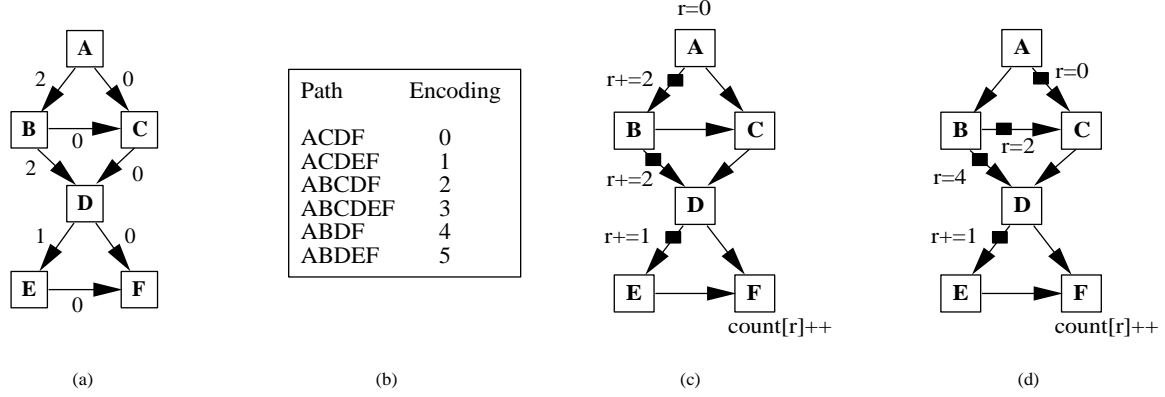 A
2
0
B
C
0
2
0
D
1
0
E
F
0
(a)
Path Encoding
ACDF 0
ACDEF 1
ABCDF 2
ABCDEF 3
ABDF 4
ABDEF 5
(b)
r=0
A
r+=2
B
C
r+=2
D
r+=1
E
F
count[r]++
(c)
A
r=0
B
C
r=2
r=4
D
r+=1
E
F
count[r]++
(d)